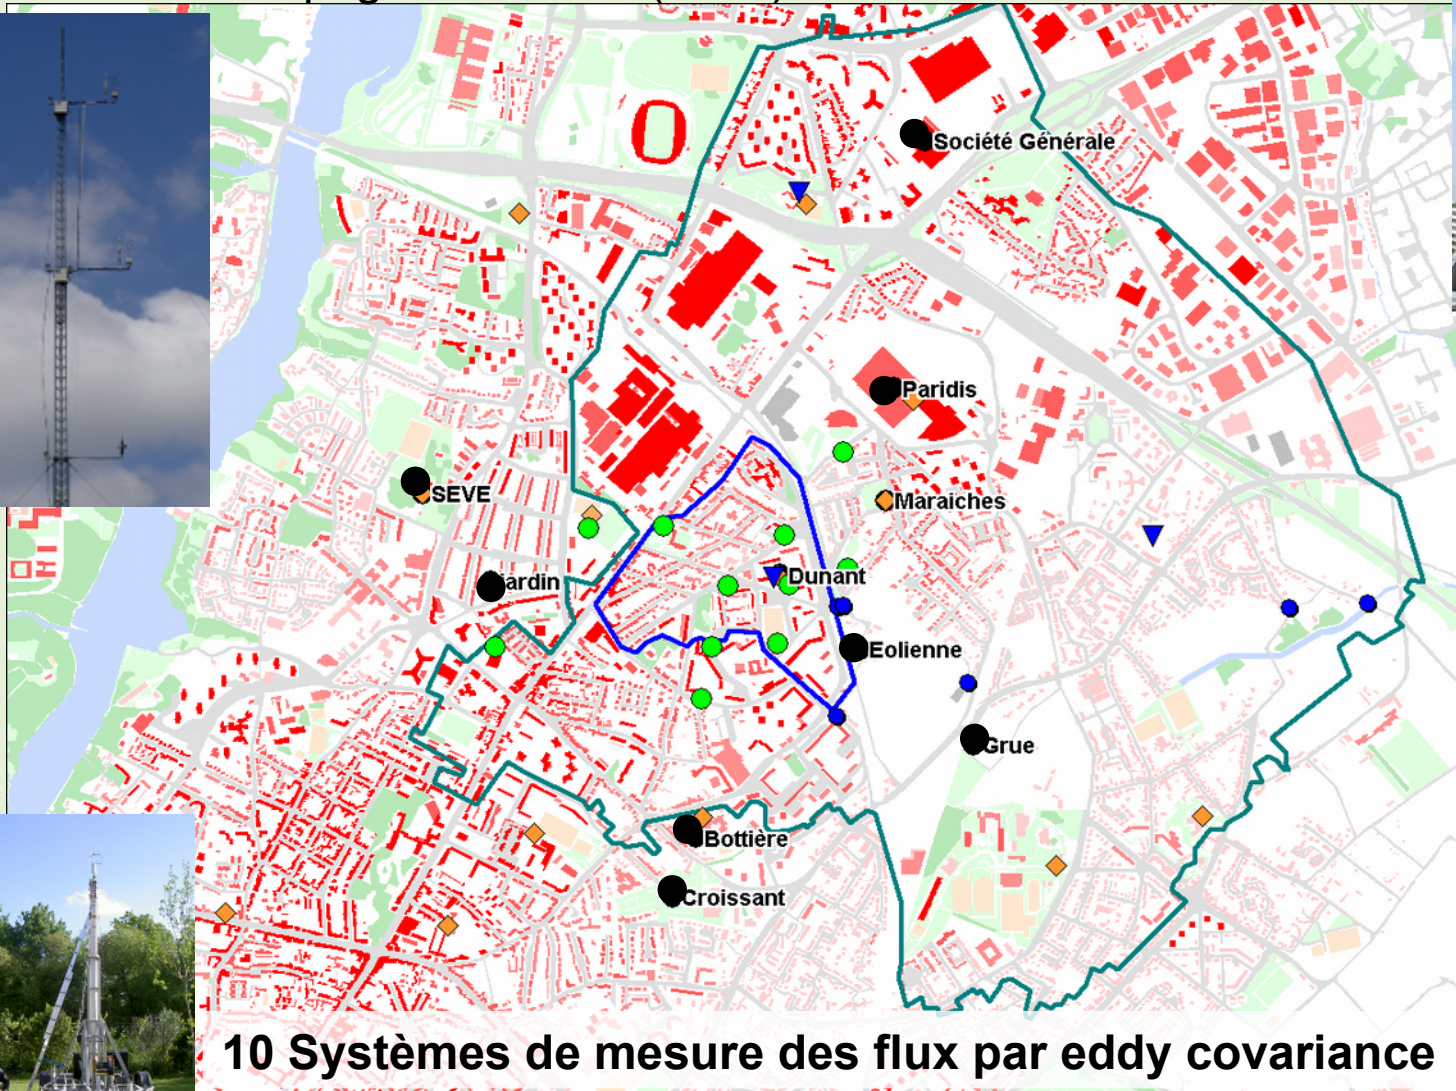 Société Générale
Paridis
SEVE
Maraiches
Dunant
jardin
Eolienne
Grue
Bottière
Croissant
10 Systèmes de mesure des flux par eddy covariance